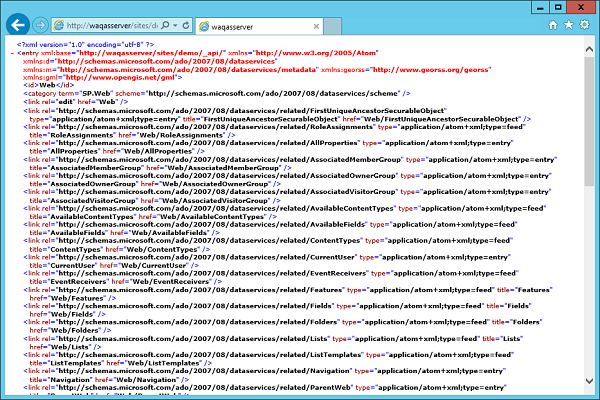 http://waqasserver/sites/de
waqasserver
<?xml version="1.0" encoding="utf-8" ?>
- <entry xml:base="http://waqasserver/sites/demo/_api/" xmlns="http://www.w3.org/2005/Atom"
xmlns:d="http://schemas.microsoft.com/ado/2007/08/dataservices"
xmlns:m="http://schemas.microsoft.com/ado/2007/08/dataservices/metadata" xmlns:georss="http://www.georss.org/georss"
xmlns:gml="http://www.opengis.net/gml">
<id>Web</id>
<category term="SP.Web" scheme="http://schemas.microsoft.com/ado/2007/08/dataservices/scheme" />
<link rel="edit" href="Web" />
<link rel="http://schemas.microsoft.com/ado/2007/08/dataservices/related/FirstUniqueAncestorSecurableObject"
type="application/atom+xml;type=entry" title="FirstUniqueAncestorSecurableObject" href="Web/FirstUniqueAncestorSecurableObject" />
<link rel="http://schemas.microsoft.com/ado/2007/08/dataservices/related/RoleAssignments" type="application/atom+xml;type=feed"
title="RoleAssignments" href="Web/RoleAssignments" />
<link rel="http://schemas.microsoft.com/ado/2007/08/dataservices/related/AllProperties" type="application/atom+xml;type=entry"
title="AllProperties" href="Web/AllProperties" />
<link rel="http://schemas.microsoft.com/ado/2007/08/dataservices/related/AssociatedMemberGroup" type="application/atom+xml;type=entry"
title="AssociatedMemberGroup" href="Web/AssociatedMemberGroup" />
<link rel="http://schemas.microsoft.com/ado/2007/08/dataservices/related/AssociatedOwnerGroup" type="application/atom+xml;type=entry"
title="AssociatedOwnerGroup" href="Web/AssociatedOwnerGroup" />
<link rel="http://schemas.microsoft.com/ado/2007/08/dataservices/related/AssociatedVisitorGroup" type="application/atom+xml;type=entry"
title="AssociatedVisitorGroup" href="Web/AssociatedVisitorGroup" />
<link rel="http://schemas.microsoft.com/ado/2007/08/dataservices/related/AvailableContentTypes" type="application/atom+xml;type=feed"
title="AvailableContentTypes" href="Web/AvailableContentTypes" />
<link rel="http://schemas.microsoft.com/ado/2007/08/dataservices/related/AvailableFields" type="application/atom+xml;type=feed"
title="AvailableFields" href="Web/AvailableFields" />
<link rel="http://schemas.microsoft.com/ado/2007/08/dataservices/related/ContentTypes" type="application/atom+xml;type=feed"
title="ContentTypes" href="Web/ContentTypes" />
<link rel="http://schemas.microsoft.com/ado/2007/08/dataservices/related/CurrentUser" type="application/atom+xml;type=entry"
title="CurrentUser" href="Web/CurrentUser" />
<link rel="http://schemas.microsoft.com/ado/2007/08/dataservices/related/EventReceivers" type="application/atom+xml;type=feed"
title="EventReceivers" href="Web/EventReceivers" />
<link rel="http://schemas.microsoft.com/ado/2007/08/dataservices/related/Features" type="application/atom+xml;type=feed" title="Features"
href="Web/Features" />
<link rel="http://schemas.microsoft.com/ado/2007/08/dataservices/related/Fields" type="application/atom+xml;type=feed" title="Fields"
href="Web/Fields" />
<link rel="http://schemas.microsoft.com/ado/2007/08/dataservices/related/Folders" type="application/atom+xml;type=feed" title="Folders"
href="Web/Folders" />
<link rel="http://schemas.microsoft.com/ado/2007/08/dataservices/related/Lists" type="application/atom+xml;type=feed" title="Lists"
href="Web/Lists" />
<link rel="http://schemas.microsoft.com/ado/2007/08/dataservices/related/ListTemplates" type="application/atom+xml;type=feed"
title="ListTemplates" href="Web/ListTemplates" />
<link rel="http://schemas.microsoft.com/ado/2007/08/dataservices/related/Navigation" type="application/atom+xml;type=entry"
title="Navigation" href="Web/Navigation" />
<link rel="http://schemas.microsoft.com/ado/2007/08/dataservices/related/ParentWeb" type="application/atom+xml;type=entry"